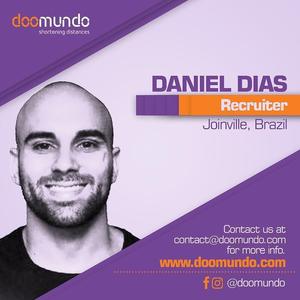 doomundo
shortening distances
DANIEL DIAS
Recruiter
Joinville, Brazil
Contact us at
contact@doomundo.com
for more info.
www.doomundo.com
@doomundo